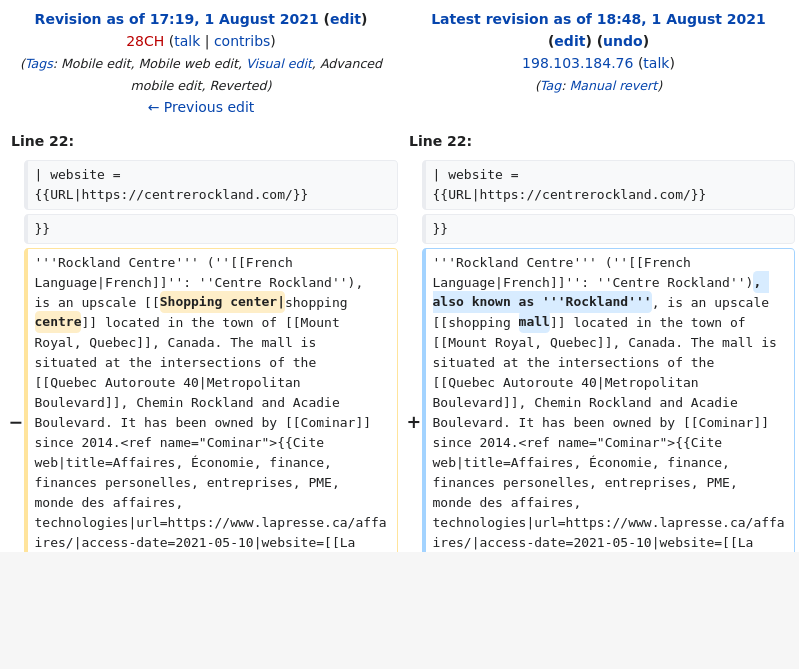 Revision as of 17:19, 1 August 2021 (edit)
28CH (talk | contribs)
(Tags: Mobile edit, Mobile web edit, Visual edit, Advanced
mobile edit, Reverted)
← Previous edit
Latest revision as of 18:48, 1 August 2021
(edit) (undo)
198.103.184.76 (talk)
(Tag: Manual revert)
Line 22:
| website =
{{URL|https://centrerockland.com/}}
}}
−
'''Rockland Centre''' (''[[French
Language|French]]'': ''Centre Rockland''),
is an upscale [[Shopping center|shopping
centre]] located in the town of [[Mount
Royal, Quebec]], Canada. The mall is
situated at the intersections of the
[[Quebec Autoroute 40|Metropolitan
Boulevard]], Chemin Rockland and Acadie
Boulevard. It has been owned by [[Cominar]]
since 2014.<ref name="Cominar">{{Cite
web|title=Affaires, Économie, finance,
finances personelles, entreprises, PME,
monde des affaires,
technologies|url=https://www.lapresse.ca/affa
ires/|access-date=2021-05-10|website=[[La
Line 22:
| website =
{{URL|https://centrerockland.com/}}
}}
+
'''Rockland Centre''' (''[[French
Language|French]]'': ''Centre Rockland''),
also known as '''Rockland''', is an upscale
[[shopping mall]] located in the town of
[[Mount Royal, Quebec]], Canada. The mall is
situated at the intersections of the
[[Quebec Autoroute 40|Metropolitan
Boulevard]], Chemin Rockland and Acadie
Boulevard. It has been owned by [[Cominar]]
since 2014.<ref name="Cominar">{{Cite
web|title=Affaires, Économie, finance,
finances personelles, entreprises, PME,
monde des affaires,
technologies|url=https://www.lapresse.ca/affa
ires/|access-date=2021-05-10|website=[[La